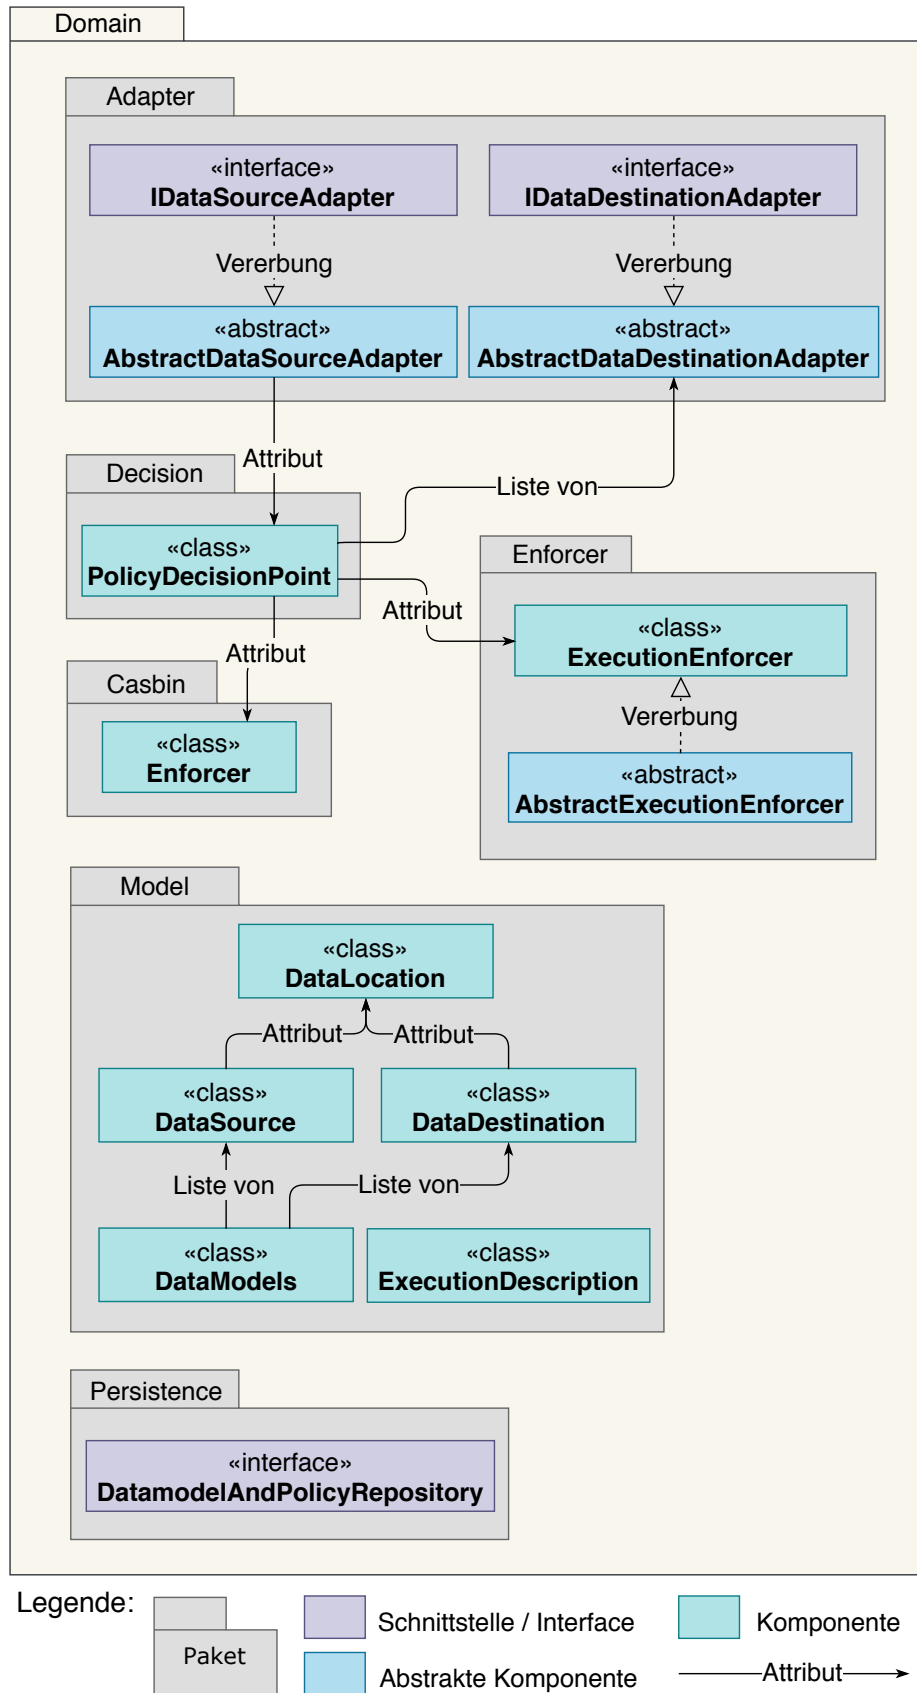 Domain
Adapter
«interface»
IDataSourceAdapter
«interface»
IDataDestinationAdapter
Vererbung
Vererbung
«abstract»
AbstractDataSourceAdapter
«abstract»
AbstractDataDestinationAdapter
Attribut
Decision
Liste von
«class»
PolicyDecisionPoint
Enforcer
Attribut
«class»
ExecutionEnforcer
Attribut
Casbin
Vererbung
«class»
Enforcer
«abstract»
AbstractExecutionEnforcer
Model
«class»
DataLocation
Attribut
Attribut
«class»
DataSource
«class»
DataDestination
Liste von
Liste von
«class»
DataModels
«class»
ExecutionDescription
Persistence
«interface»
DatamodelAndPolicyRepository
Legende:
Paket
Schnittstelle / Interface
Komponente
Abstrakte Komponente
Attribut